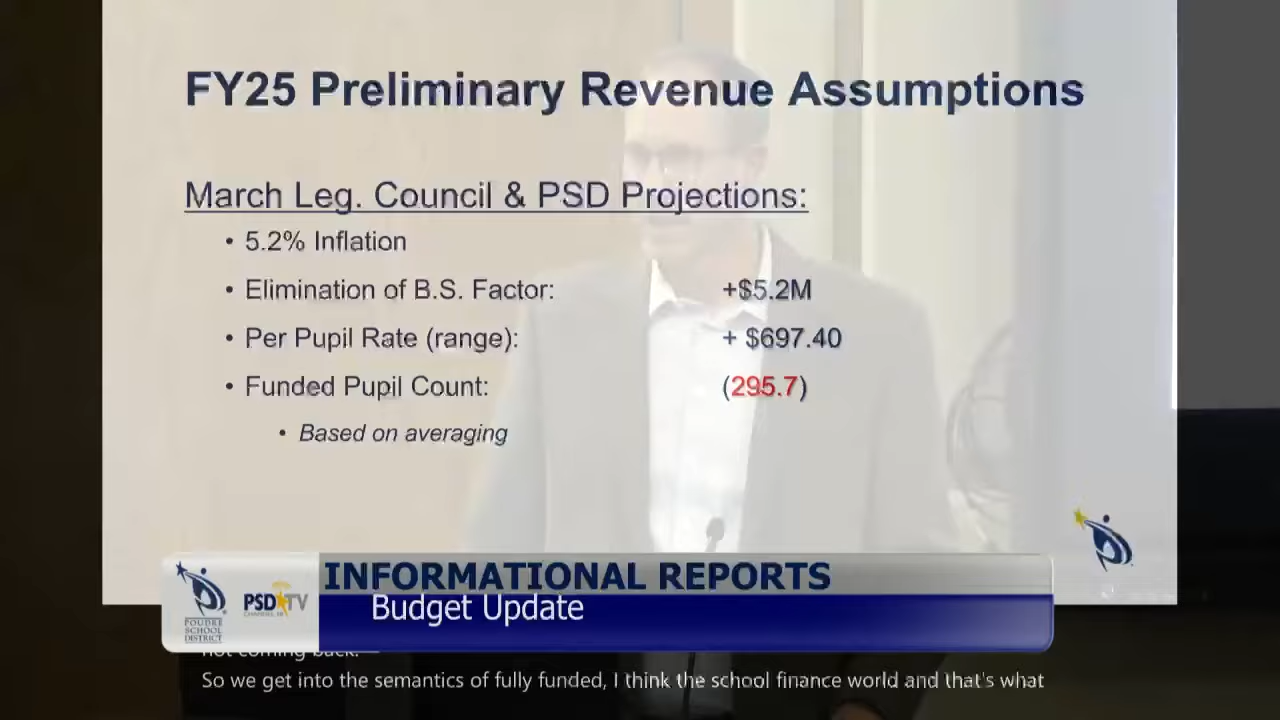 FY25 Preliminary Revenue Assumptions
March Leg. Council & PSD Projections:
• 5.2% Inflation
• Elimination of B.S. Factor: +$5.2M
• Per Pupil Rate (range): + $697.40
• Funded Pupil Count: (295.7)
• Based on averaging
INFORMATIONAL REPORTS
Budget Update
PSD TV
POUDRE
SCHOOL
DISTRICT
not coming back.
So we get into the semantics of fully funded, I think the school finance world and that's what